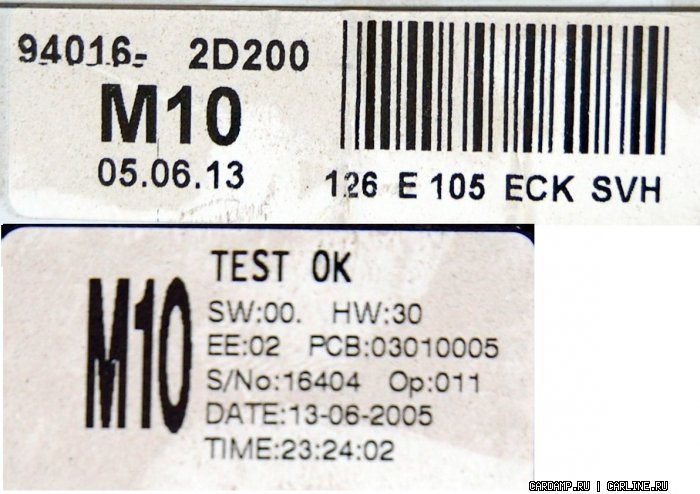 94016- 2D200
M10
05.06.13
126 E 105 ECK SVH
M10
TEST OK
SW:00. HW:30
EE:02 PCB:03010005
S/No:16404 Op:011
DATE:13-06-2005
TIME:23:24:02
CARDAMP.RU | CARLINE.RU